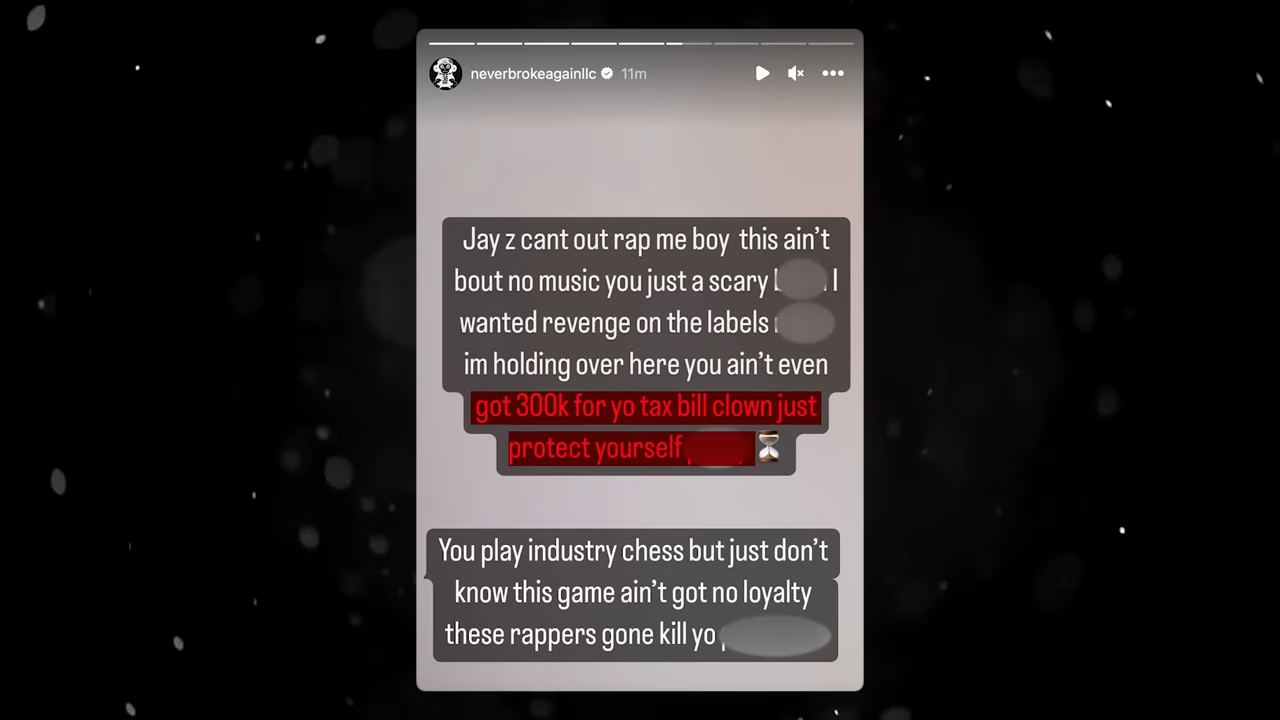 neverbrokeagainllc 11m
Jay z cant out rap me boy this ain't
bout no music you just a scary I
wanted revenge on the labels
im holding over here you ain't even
got 300k for yo tax bill clown just
protect yourself ⏳
You play industry chess but just don't
know this game ain't got no loyalty
these rappers gone kill yo